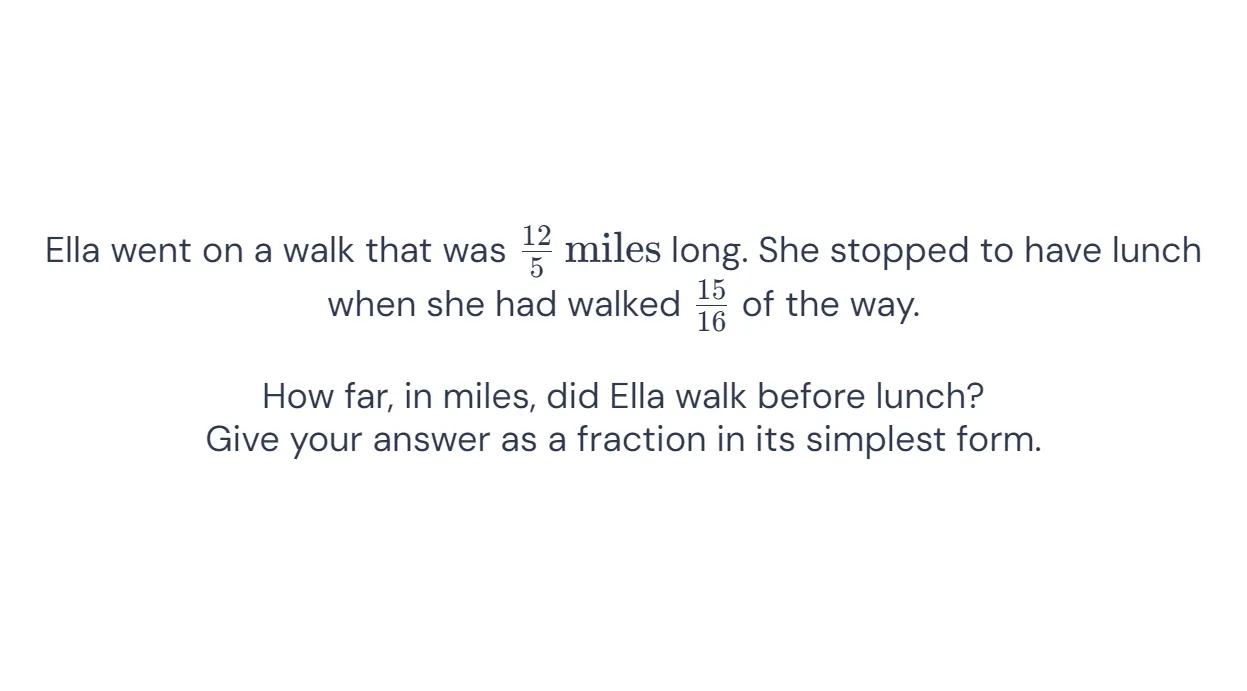 Ella went on a walk that was $\frac{12}{5}$ miles long. She stopped to have lunch
when she had walked $\frac{15}{16}$ of the way.
How far, in miles, did Ella walk before lunch?
Give your answer as a fraction in its simplest form.